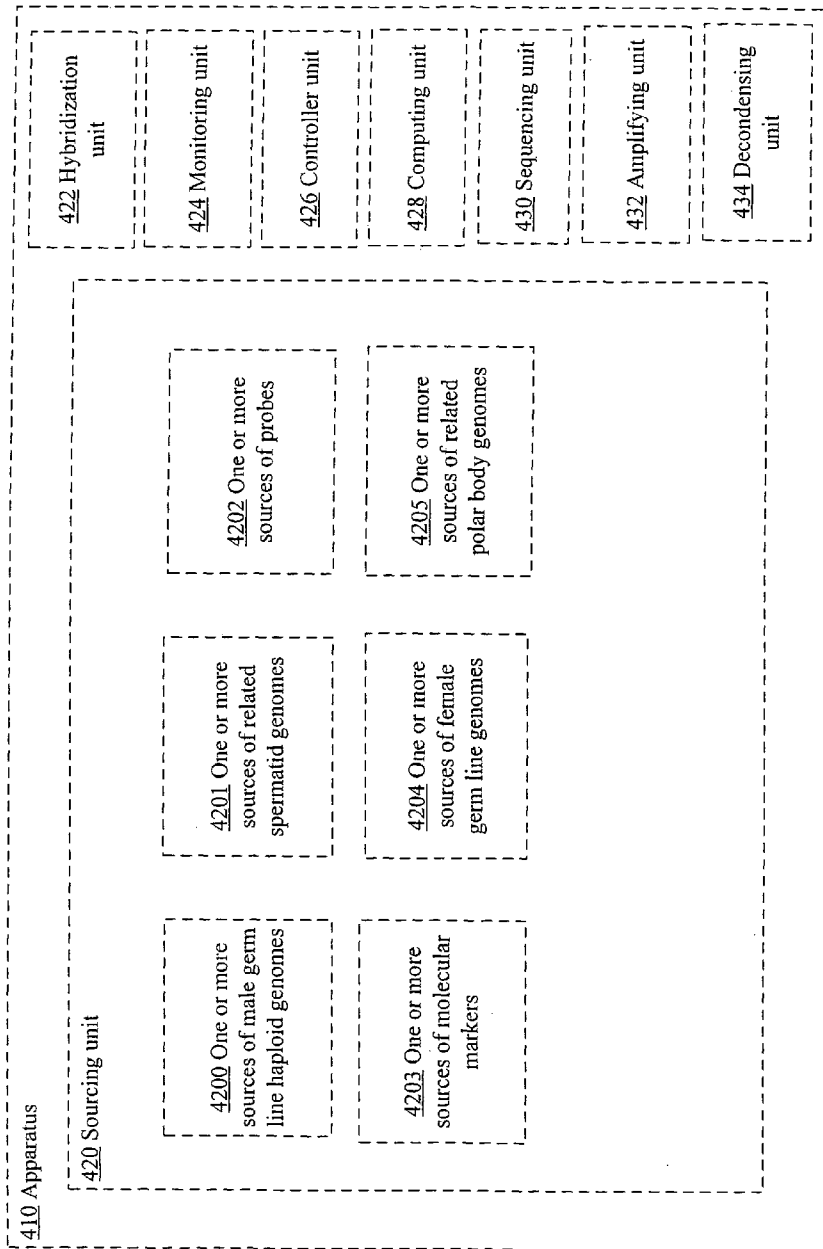 410 Apparatus
420 Sourcing unit
4200 One or more
sources of male germ
line haploid genomes
4201 One or more
sources of related
spermatid genomes
4202 One or more
sources of probes
4203 One or more
sources of molecular
markers
4204 One or more
sources of female
germ line genomes
4205 One or more
sources of related
polar body genomes
422 Hybridization
unit
424 Monitoring unit
426 Controller unit
428 Computing unit
430 Sequencing unit
432 Amplifying unit
434 Decondensing
unit